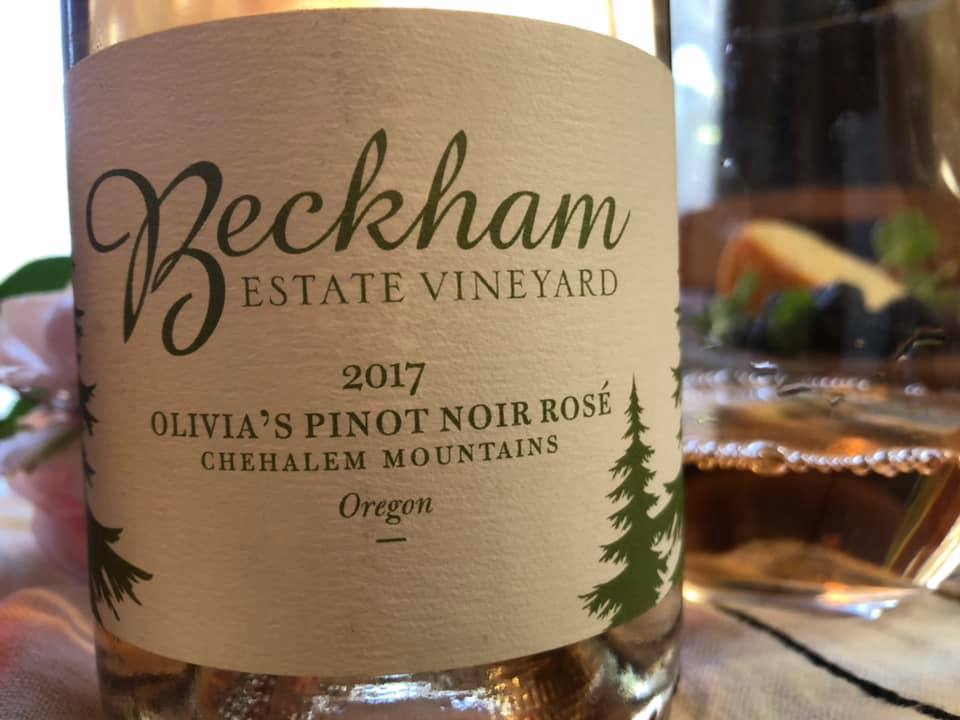 Beckham
ESTATE VINEYARD
2017
OLIVIA'S PINOT NOIR ROSÉ
CHEHALEM MOUNTAINS
Oregon